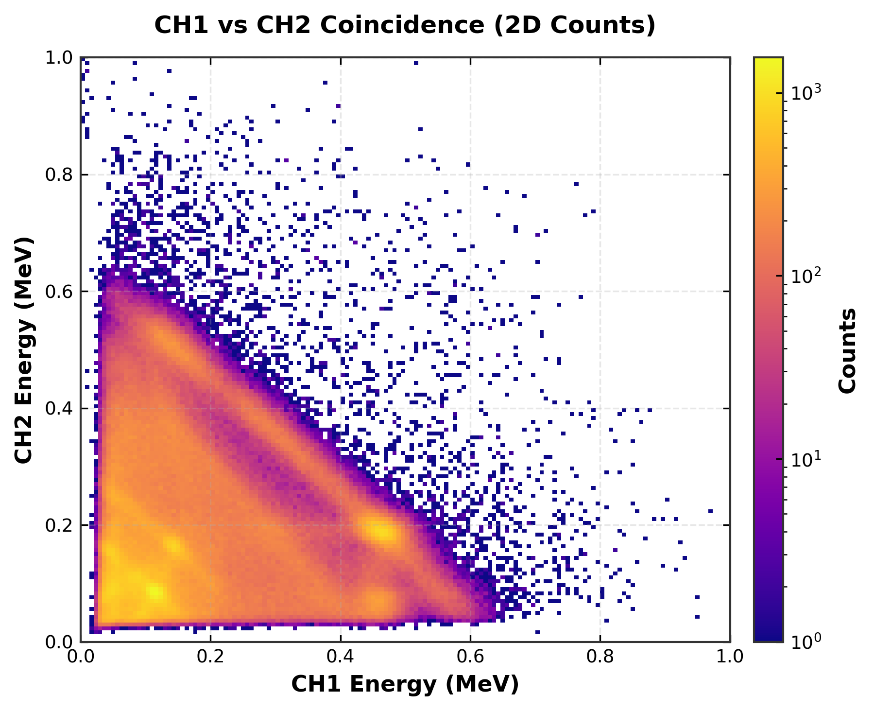 CH1 vs CH2 Coincidence (2D Counts)
1.0
0.8
0.6
0.4
0.2
0.0
CH2 Energy (MeV)
0.0 0.2 0.4 0.6 0.8 1.0
CH1 Energy (MeV)
10³
10²
10¹
10⁰
Counts